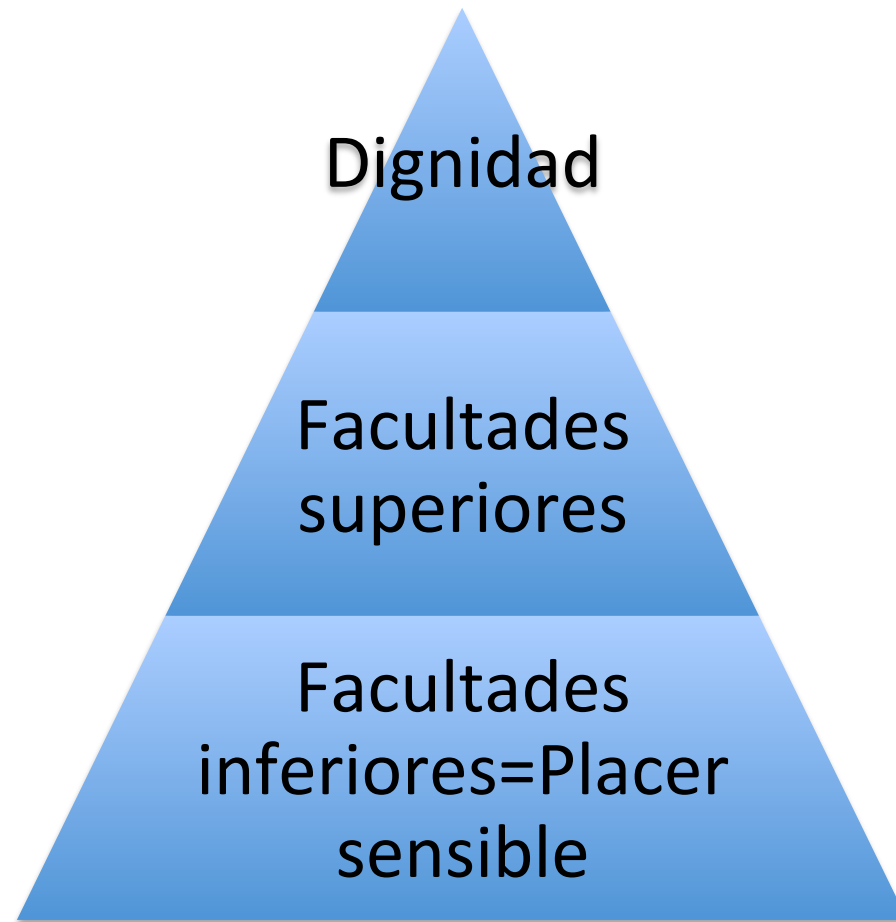 Dignidad
Facultades
superiores
Facultades
inferiores=Placer
sensible